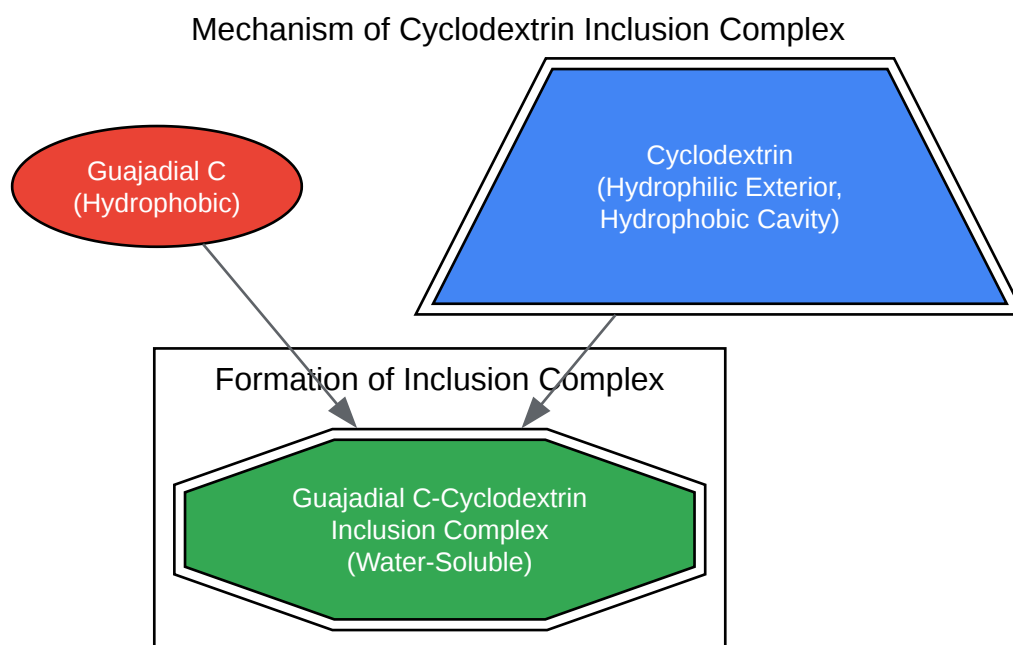 Mechanism of Cyclodextrin Inclusion Complex
Guajadial C
(Hydrophobic)
Cyclodextrin
(Hydrophilic Exterior,
Hydrophobic Cavity)
Formation of Inclusion Complex
Guajadial C-Cyclodextrin
Inclusion Complex
(Water-Soluble)